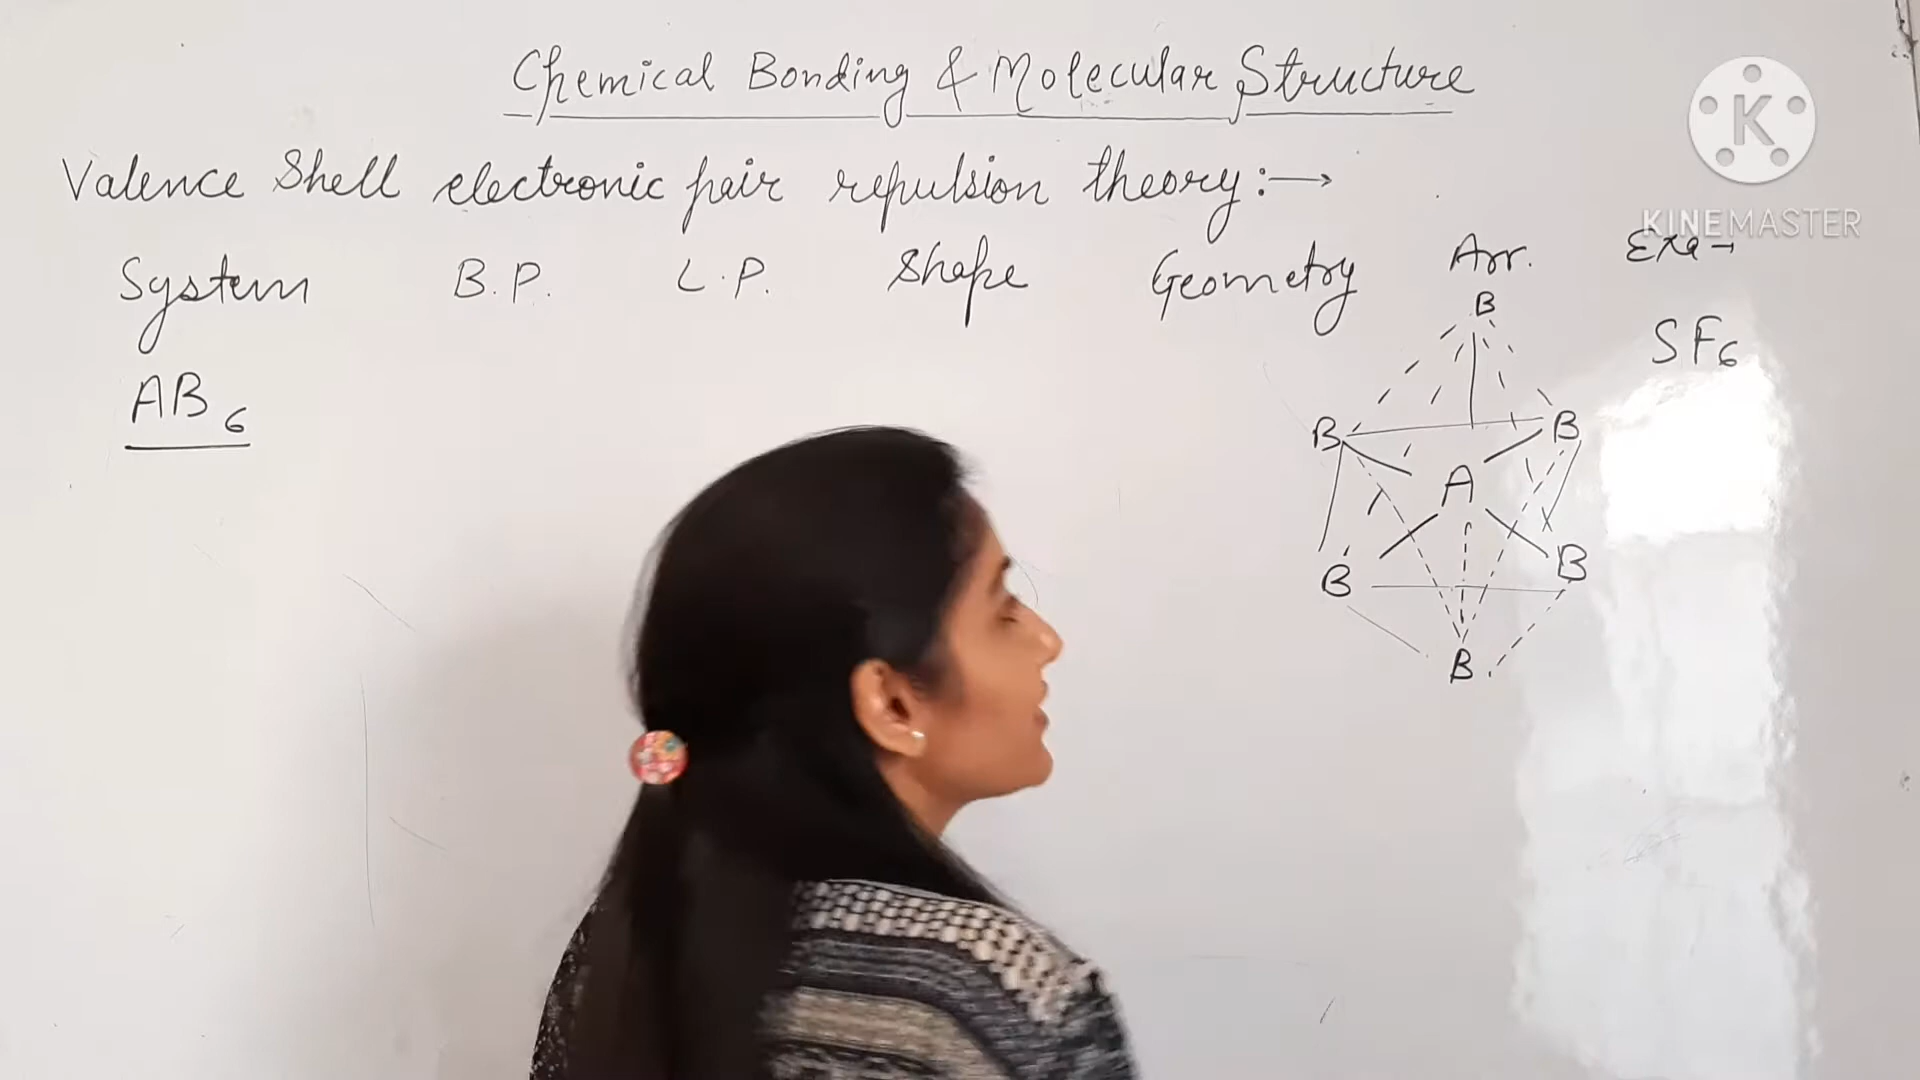 Chemical Bonding & Molecular Structure
Valence Shell electronic pair repulsion theory:→
System B.P. L.P. Shape Geometry Arr. Exa→
AB6 SF6
B
B B
A
B B
B
K
KINEMASTER